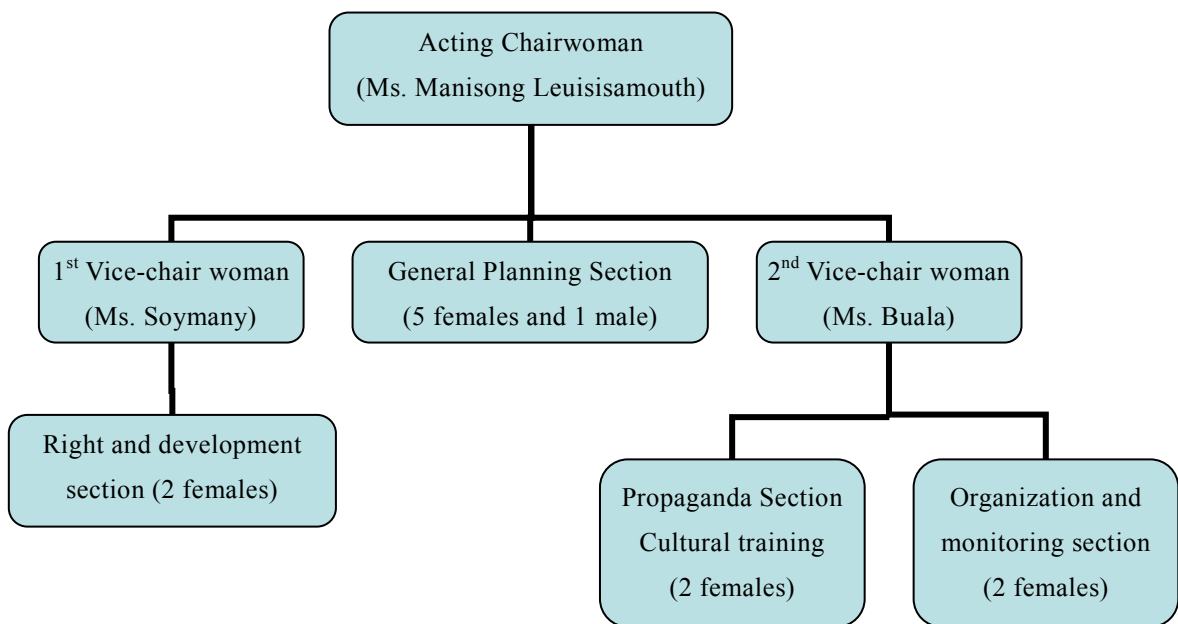 Acting Chairwoman
(Ms. Manisong Leuisisamouth)
1st Vice-chair woman
(Ms. Soymany)
General Planning Section
(5 females and 1 male)
2nd Vice-chair woman
(Ms. Buala)
Right and development
section (2 females)
Propaganda Section
Cultural training
(2 females)
Organization and
monitoring section
(2 females)